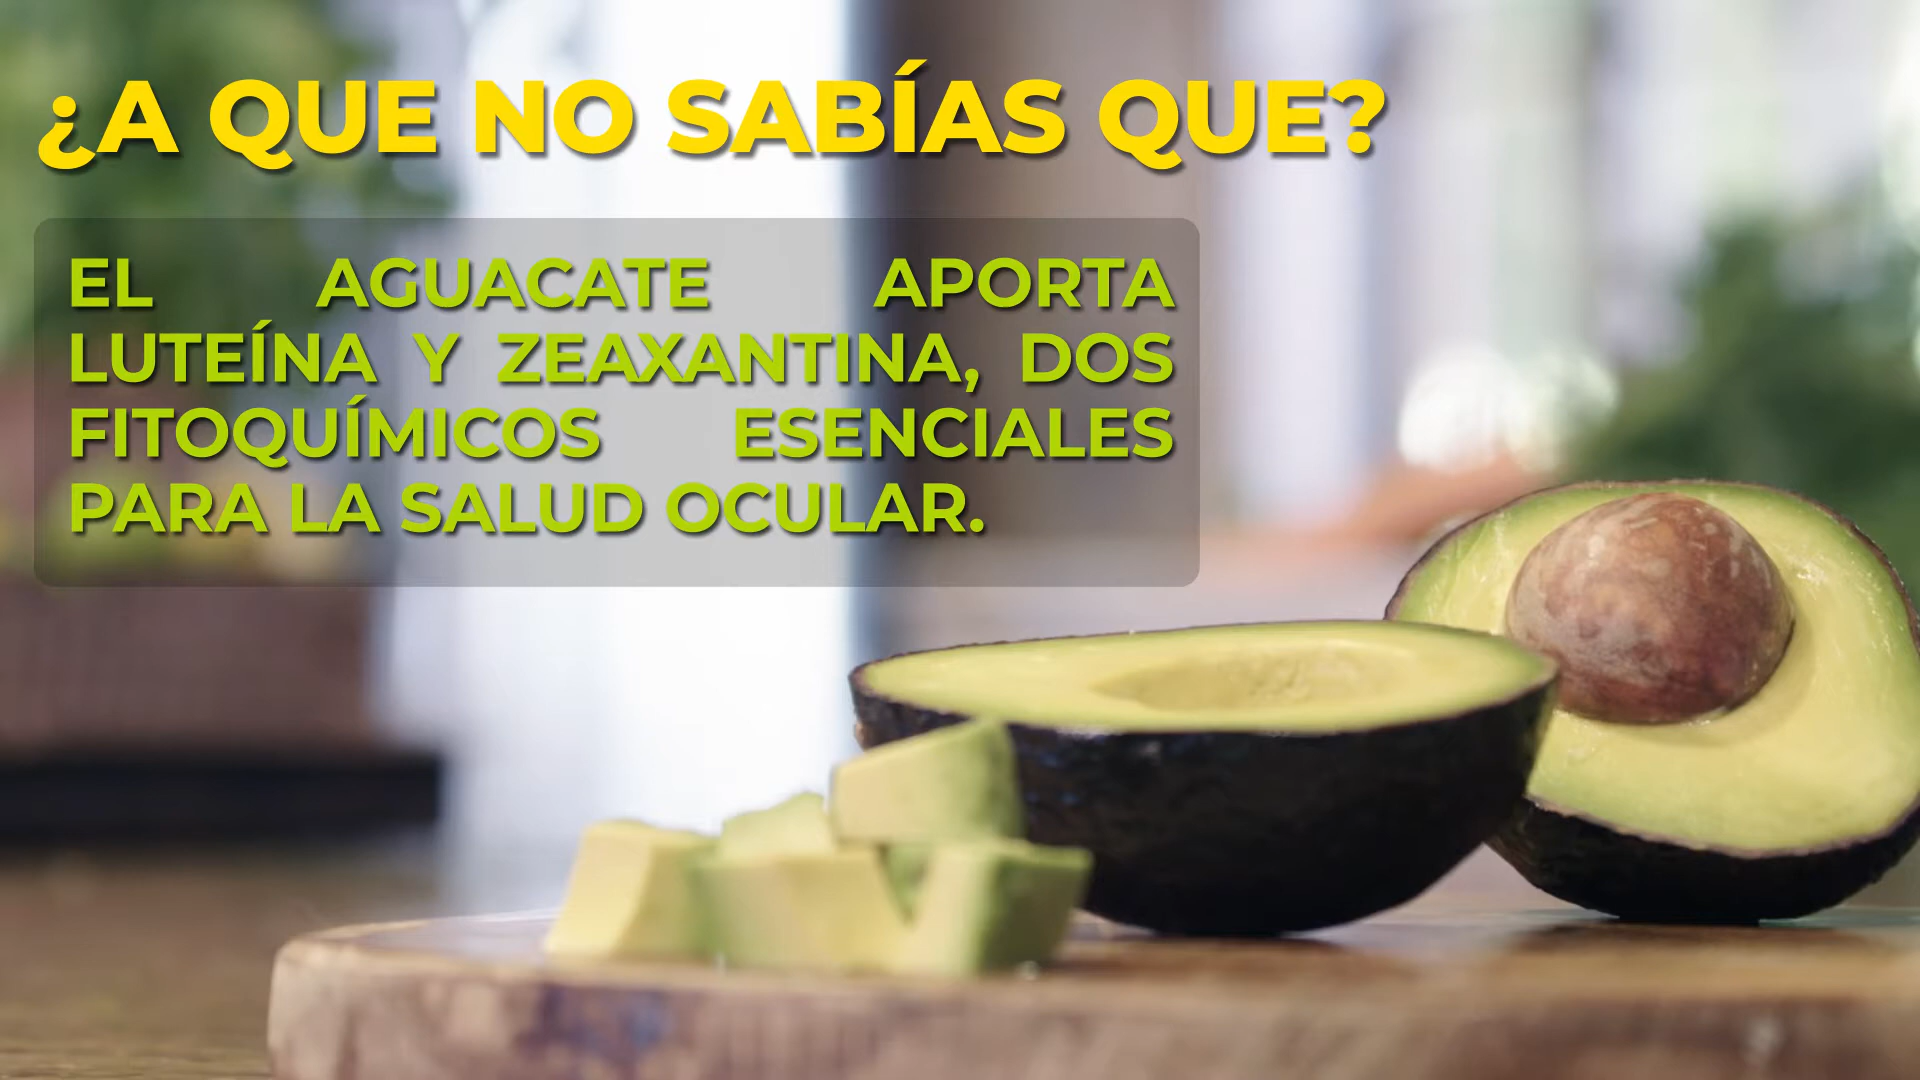 ¿A QUE NO SABÍAS QUE?
EL AGUACATE APORTA
LUTEÍNA Y ZEAXANTINA, DOS
FITOQUÍMICOS ESENCIALES
PARA LA SALUD OCULAR.